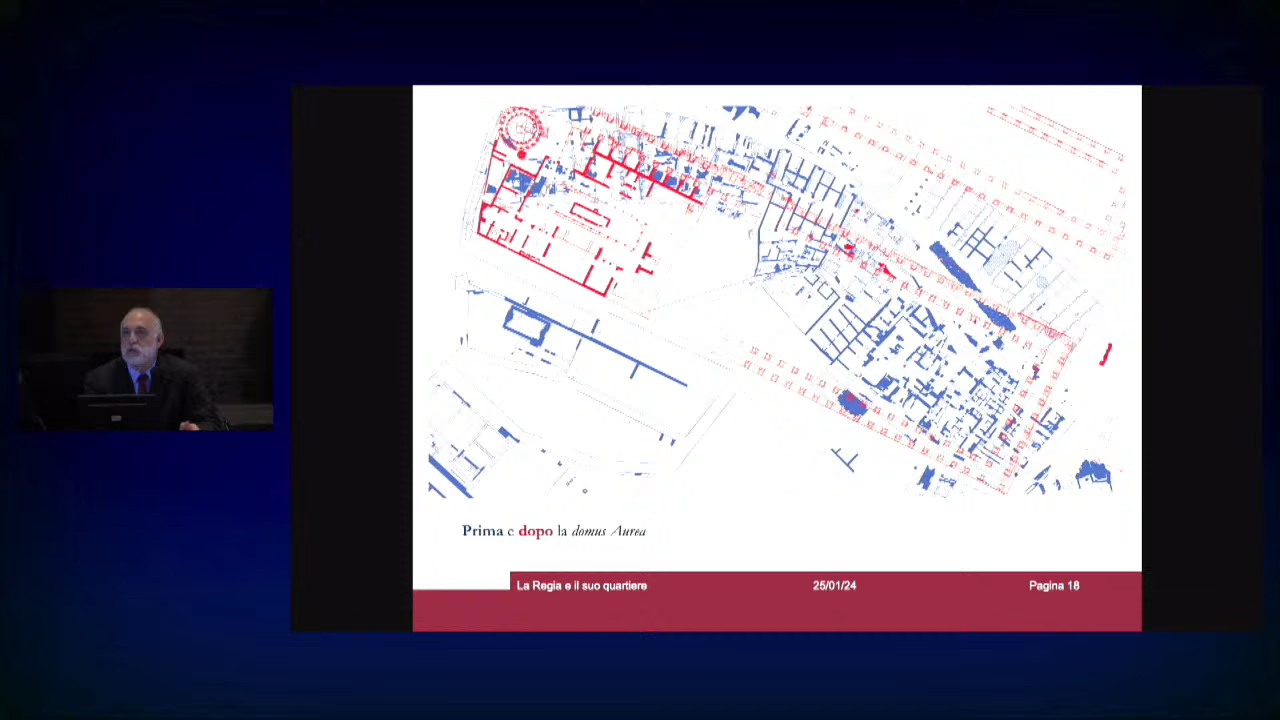 Prima e dopo la domus Aurea
La Regia e il suo quartiere 25/01/24 Pagina 18